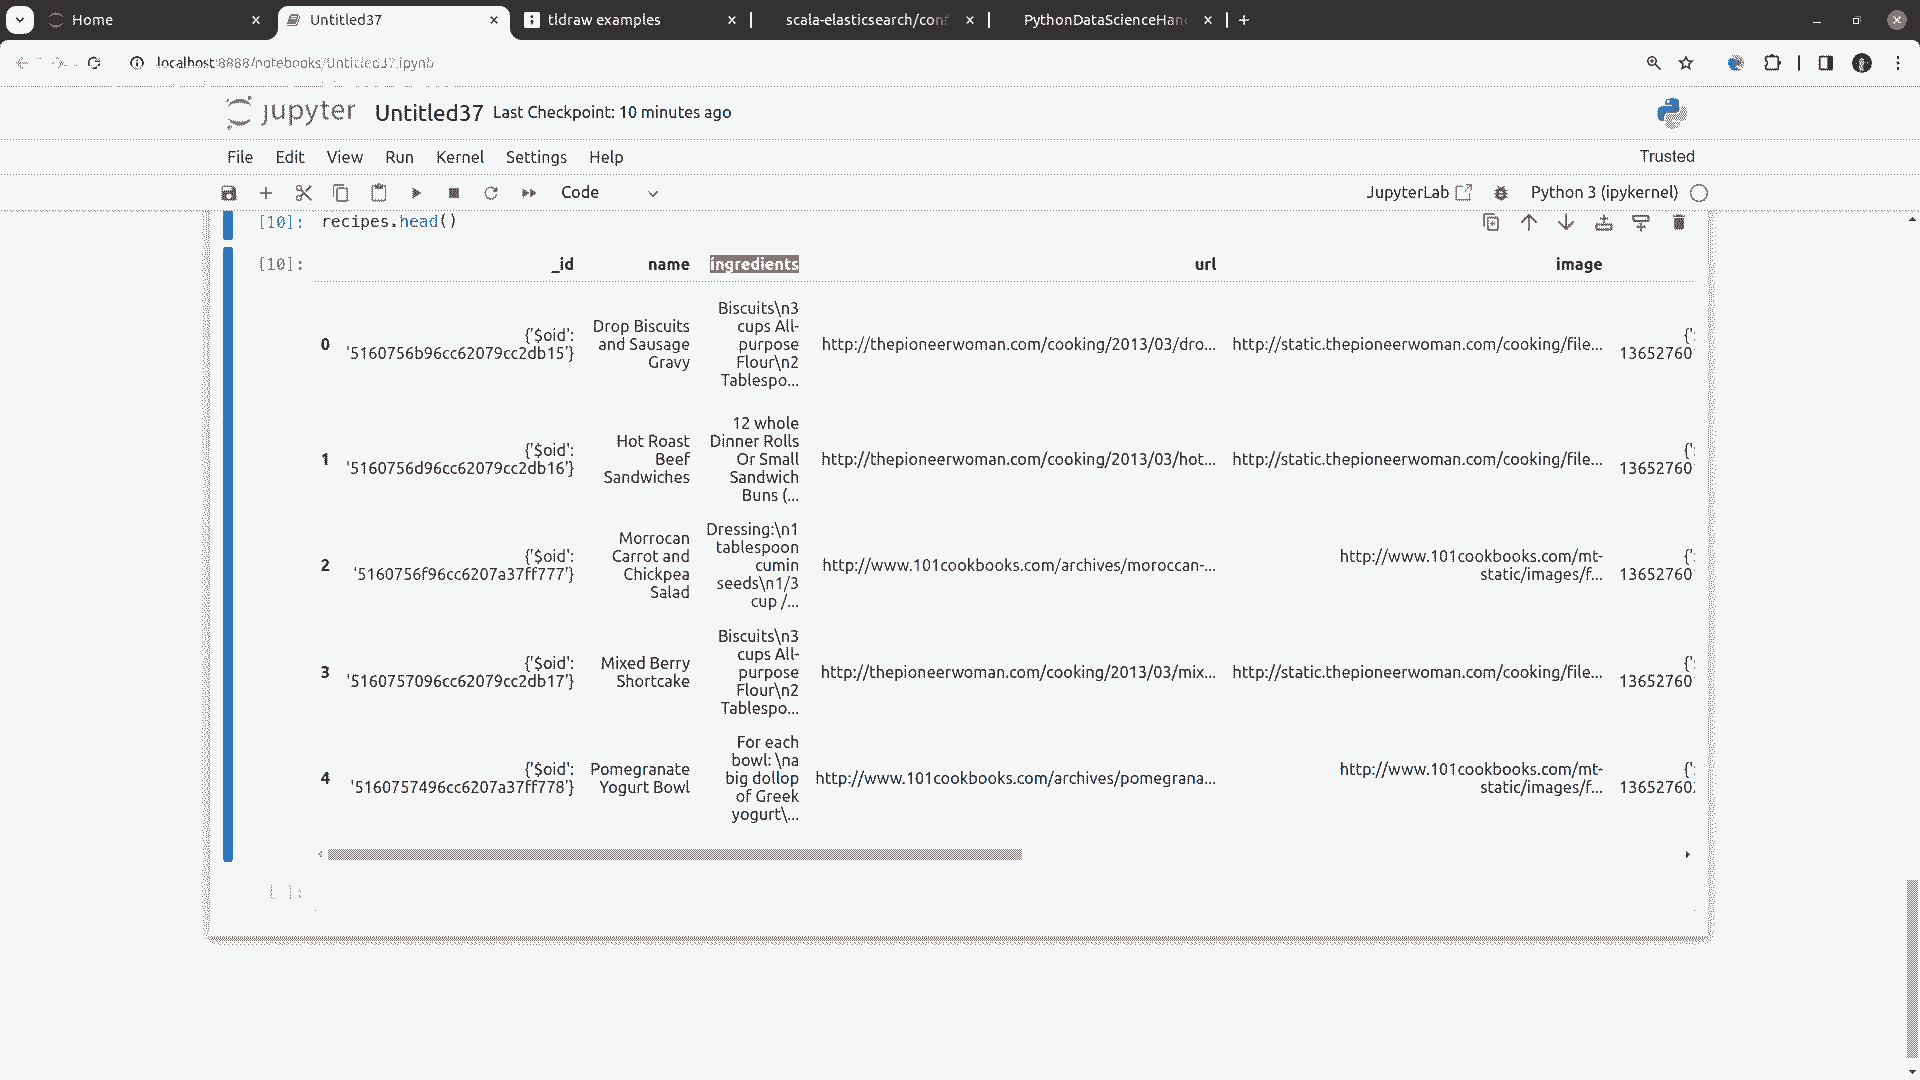 Home
Untitled37
tldraw examples
scala-elasticsearch/conf
PythonDataScienceHan
localhost:8888/notebooks/Untitled37.ipynb
jupyter Untitled37 Last Checkpoint: 10 minutes ago
File Edit View Run Kernel Settings Help Trusted
Code JupyterLab Python 3 (ipykernel)
[10]: recipes.head()
[10]: _id name ingredients url image
0
{'$oid':
'5160756b96cc62079cc2db15'}
Drop Biscuits
and Sausage
Gravy
Biscuits\n3
cups All-
purpose
Flour\n2
Tablespo...
http://thepioneerwoman.com/cooking/2013/03/dro...
http://static.thepioneerwoman.com/cooking/file...
{':
13652760
1
{'$oid':
'5160756d96cc62079cc2db16'}
Hot Roast
Beef
Sandwiches
12 whole
Dinner Rolls
Or Small
Sandwich
Buns (...
http://thepioneerwoman.com/cooking/2013/03/hot...
http://static.thepioneerwoman.com/cooking/file...
{':
13652760
2
{'$oid':
'5160756f96cc6207a37ff777'}
Morrocan
Carrot and
Chickpea
Salad
Dressing:\n1
tablespoon
cumin
seeds\n1/3
cup /...
http://www.101cookbooks.com/archives/moroccan-...
http://www.101cookbooks.com/mt-
static/images/f...
{':
13652760
3
{'$oid':
'5160757096cc62079cc2db17'}
Mixed Berry
Shortcake
Biscuits\n3
cups All-
purpose
Flour\n2
Tablespo...
http://thepioneerwoman.com/cooking/2013/03/mix...
http://static.thepioneerwoman.com/cooking/file...
{':
13652760
4
{'$oid':
'5160757496cc6207a37ff778'}
Pomegranate
Yogurt Bowl
For each
bowl: \na
big dollop
of Greek
yogurt\...
http://www.101cookbooks.com/archives/pomegrana...
http://www.101cookbooks.com/mt-
static/images/f...
{':
13652760
[ ]: